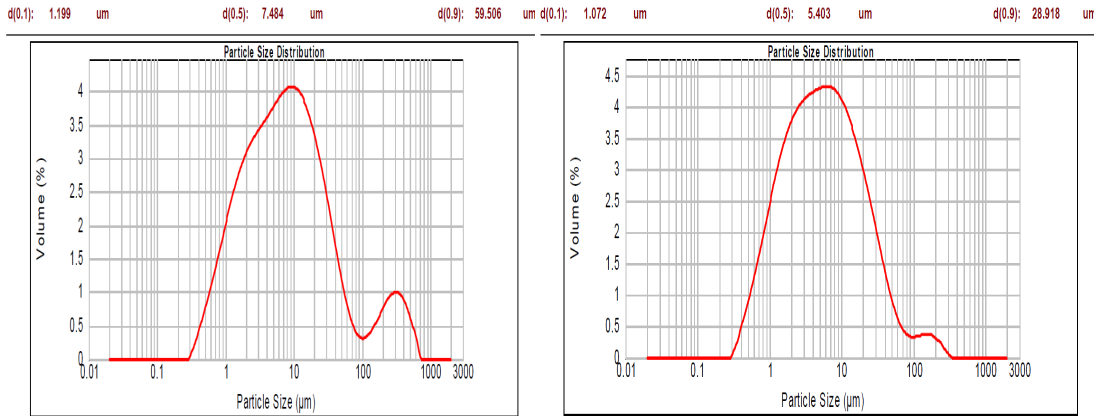 d(0.1): 1.199 um d(0.5): 7.484 um d(0.9): 59.506 um
Particle Size Distribution
Volume (%)
4
3.5
3
2.5
2
1.5
1
0.5
0
0.01 0.1 1 10 100 1000 3000
Particle Size (µm)
d(0.1): 1.072 um d(0.5): 5.403 um d(0.9): 28.918 um
Particle Size Distribution
Volume (%)
4.5
4
3.5
3
2.5
2
1.5
1
0.5
0
0.01 0.1 1 10 100 1000 3000
Particle Size (µm)